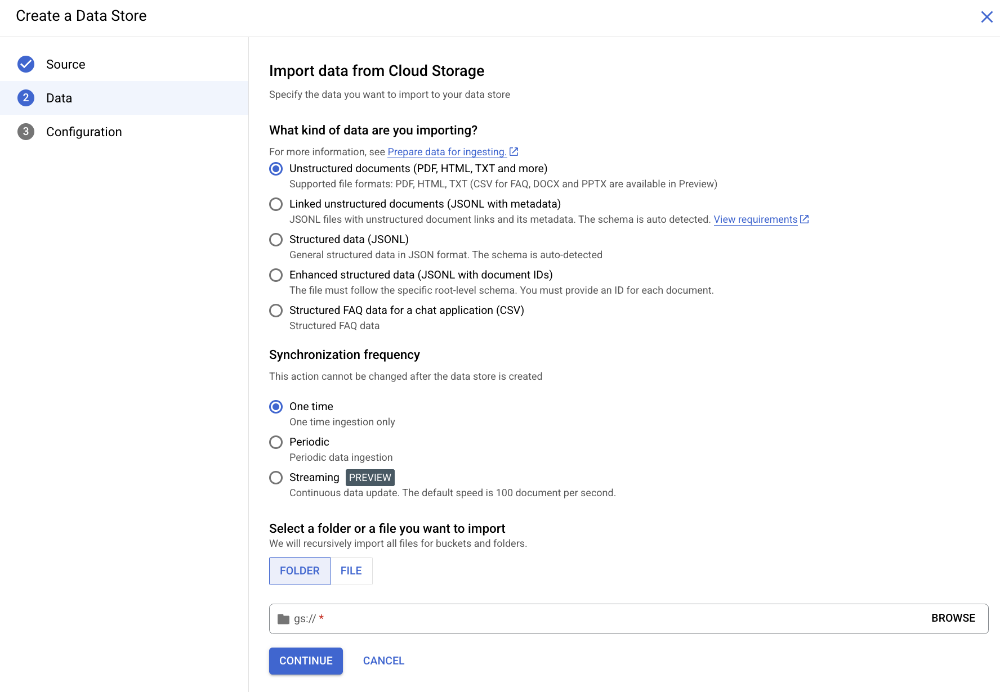 Create a Data Store
Source
2 Data
3 Configuration
Import data from Cloud Storage
Specify the data you want to import to your data store
What kind of data are you importing?
For more information, see Prepare data for ingesting.
Unstructured documents (PDF, HTML, TXT and more)
Supported file formats: PDF, HTML, TXT (CSV for FAQ, DOCX and PPTX are available in Preview)
Linked unstructured documents (JSONL with metadata)
JSONL files with unstructured document links and its metadata. The schema is auto detected. View requirements
Structured data (JSONL)
General structured data in JSON format. The schema is auto-detected
Enhanced structured data (JSONL with document IDs)
The file must follow the specific root-level schema. You must provide an ID for each document.
Structured FAQ data for a chat application (CSV)
Structured FAQ data
Synchronization frequency
This action cannot be changed after the data store is created
One time
One time ingestion only
Periodic
Periodic data ingestion
Streaming PREVIEW
Continuous data update. The default speed is 100 document per second.
Select a folder or a file you want to import
We will recursively import all files for buckets and folders.
FOLDER FILE
gs:// * BROWSE
CONTINUE CANCEL